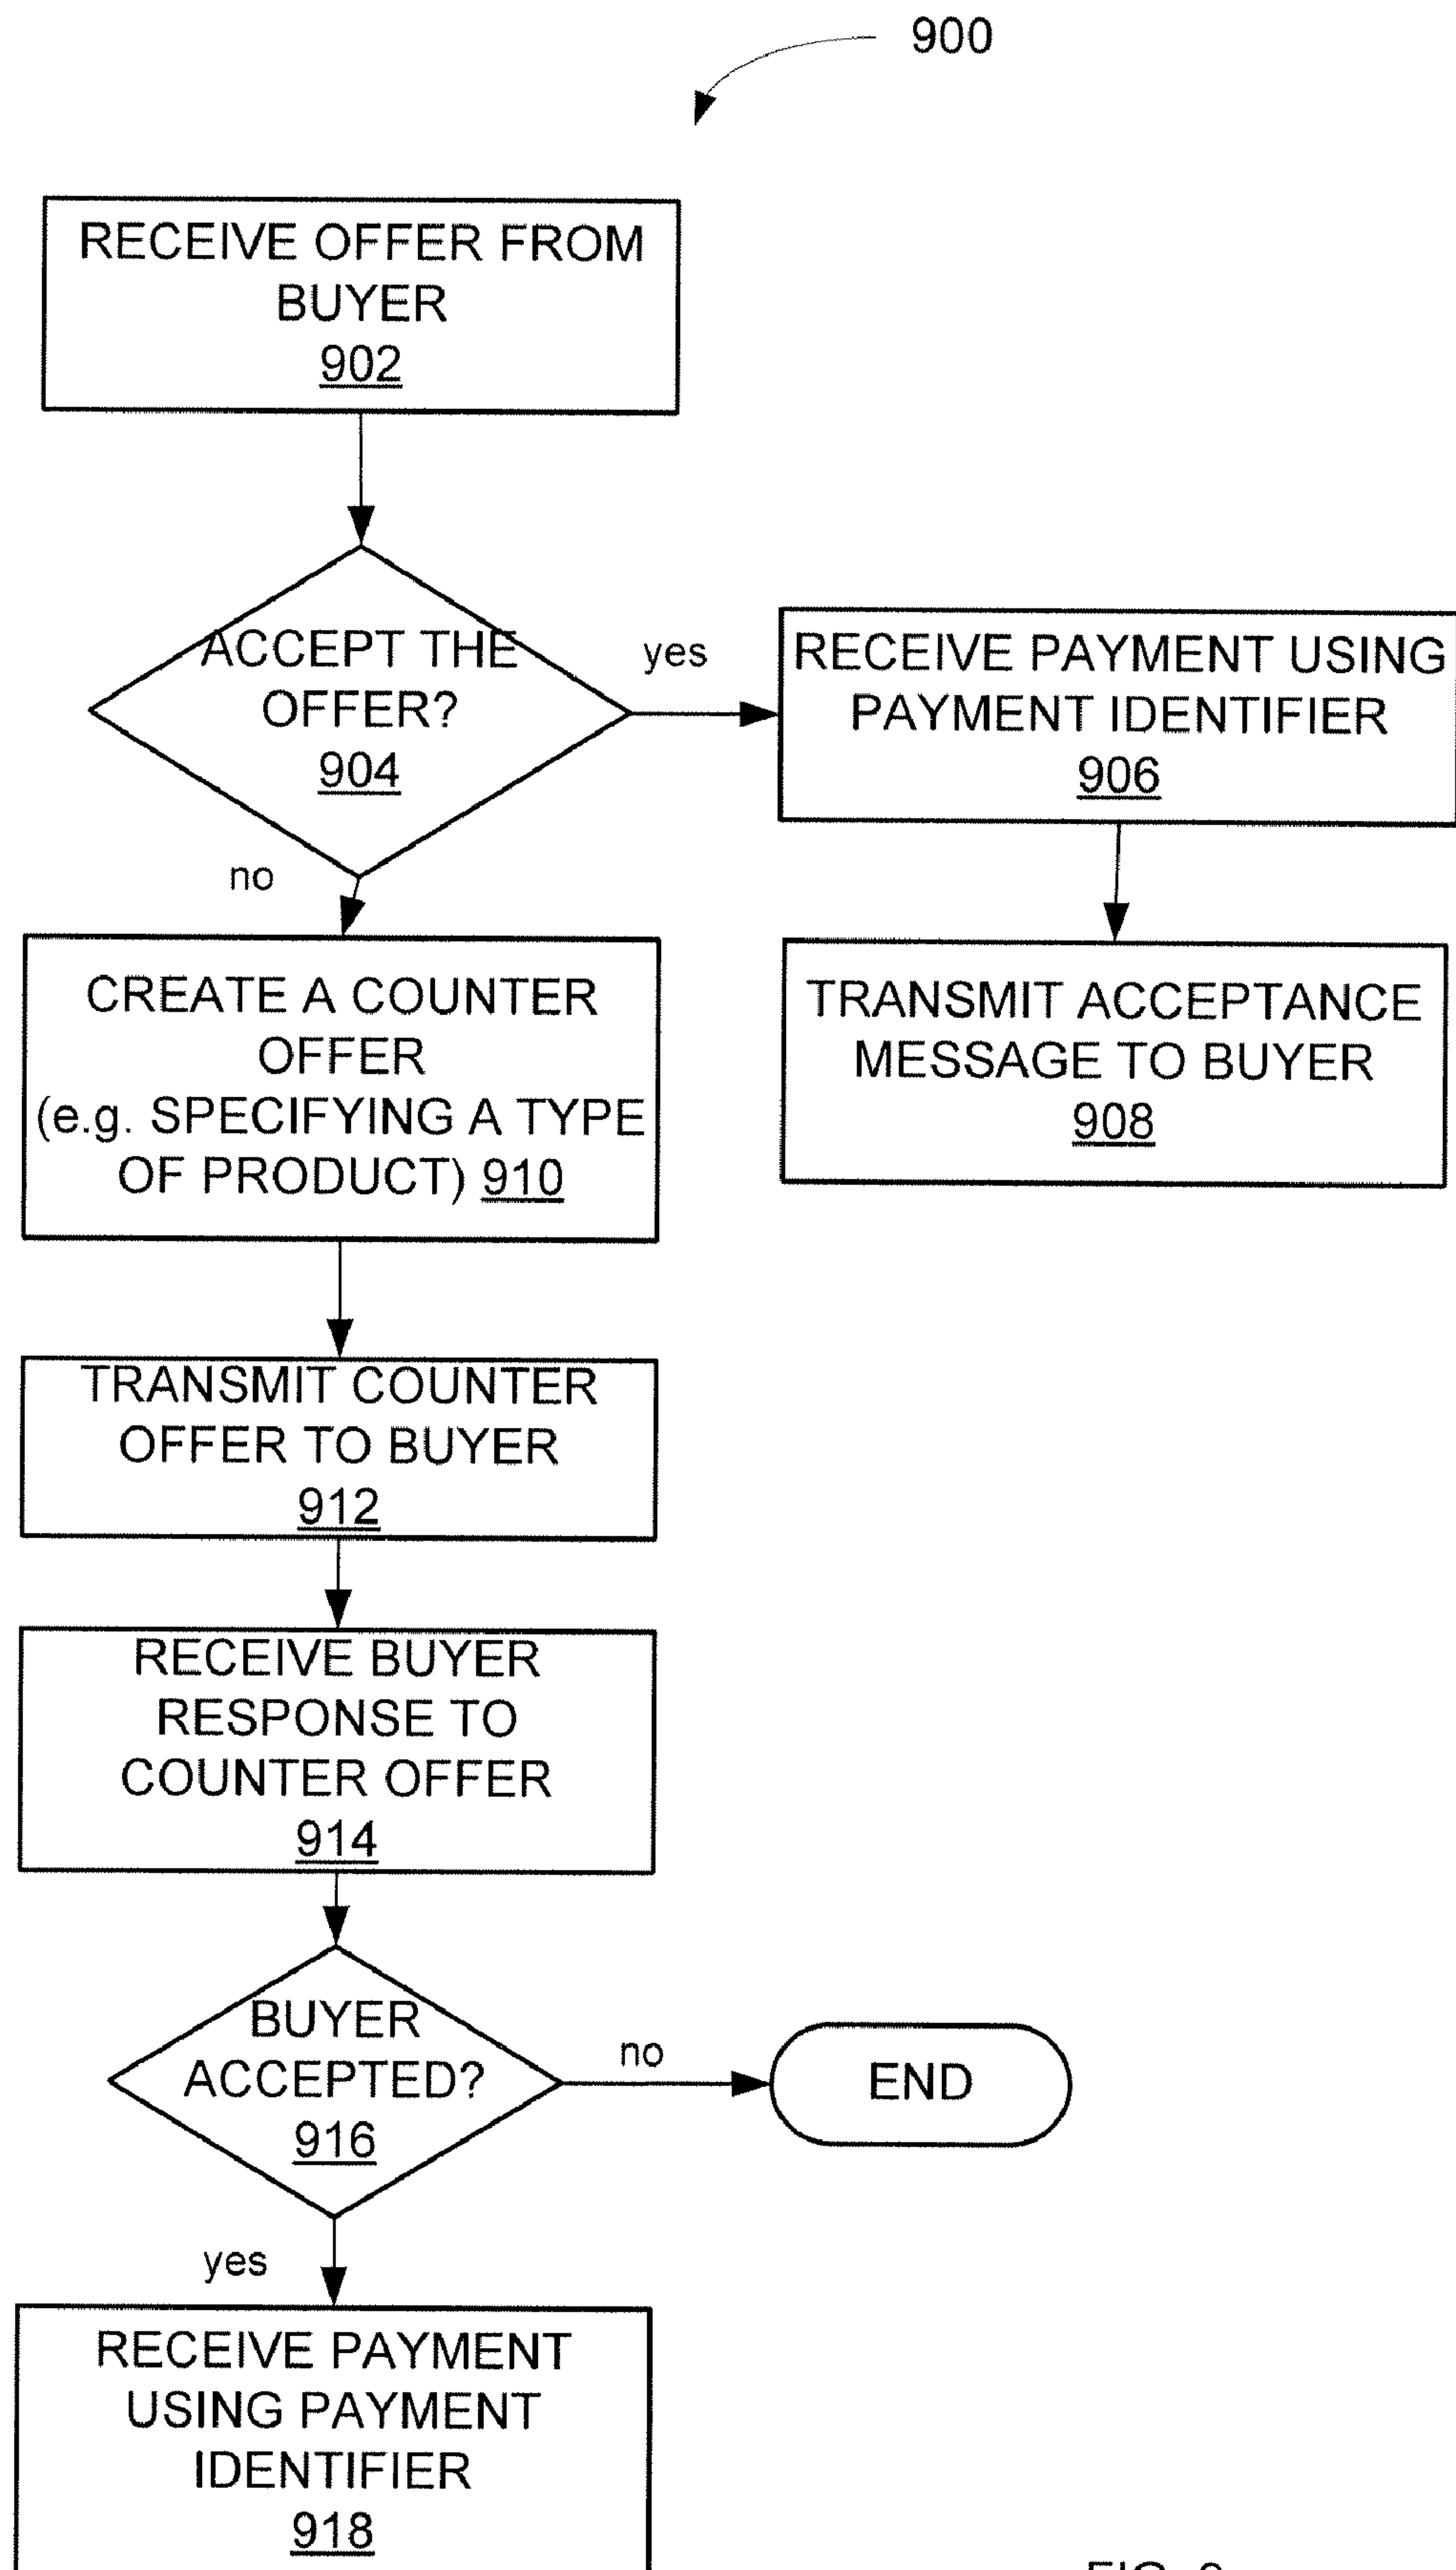 900
RECEIVE OFFER FROM
BUYER
902
ACCEPT THE
OFFER?
904
yes
RECEIVE PAYMENT USING
PAYMENT IDENTIFIER
906
no
TRANSMIT ACCEPTANCE
MESSAGE TO BUYER
908
CREATE A COUNTER
OFFER
(e.g. SPECIFYING A TYPE
OF PRODUCT) 910
TRANSMIT COUNTER
OFFER TO BUYER
912
RECEIVE BUYER
RESPONSE TO
COUNTER OFFER
914
BUYER
ACCEPTED?
916
no
END
yes
RECEIVE PAYMENT
USING PAYMENT
IDENTIFIER
918